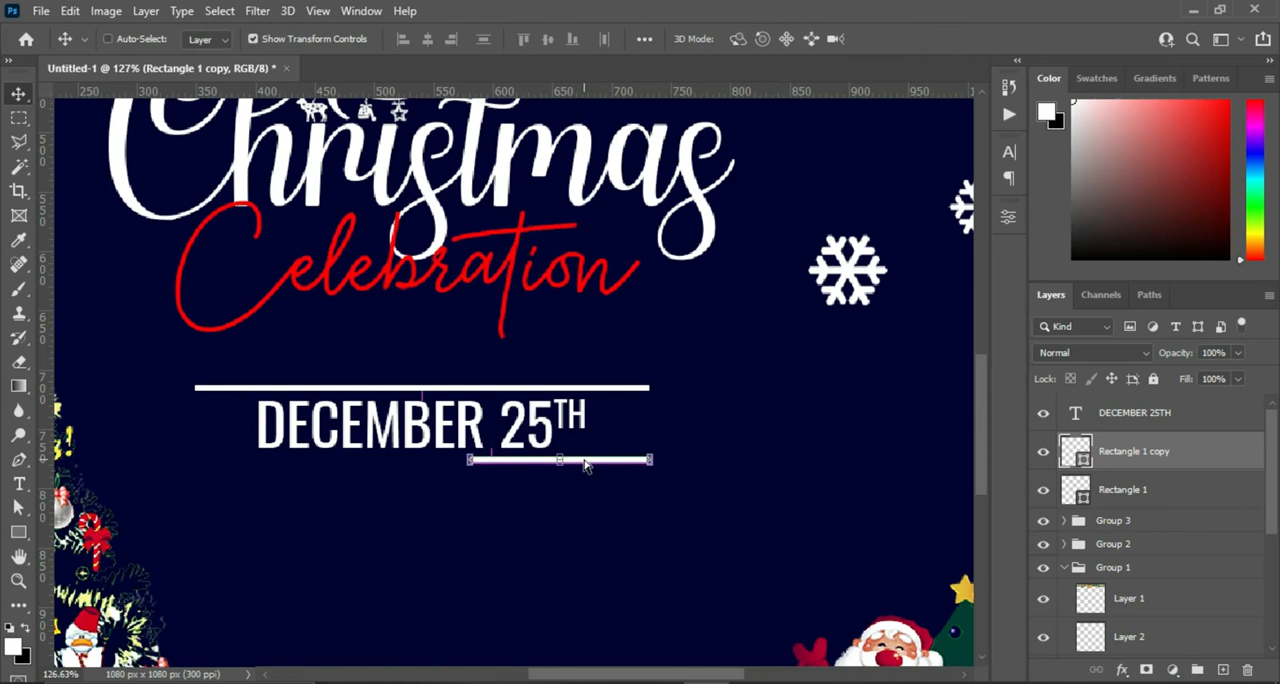 Ps File Edit Image Layer Type Select Filter 3D View Window Help
Auto-Select: Layer Show Transform Controls 3D Mode:
Untitled-1 @ 127% (Rectangle 1 copy, RGB/8) * ×
250 300 350 400 450 500 550 600 650 700 750 800 850 900 950
Christmas
Celebration
DECEMBER 25TH
126.63% 1080 px x 1080 px (300 ppi)
Color Swatches Gradients Patterns
Layers Channels Paths
Kind
Normal Opacity: 100%
Lock: Fill: 100%
DECEMBER 25TH
Rectangle 1 copy
Rectangle 1
Group 3
Group 2
Group 1
Layer 1
Layer 2